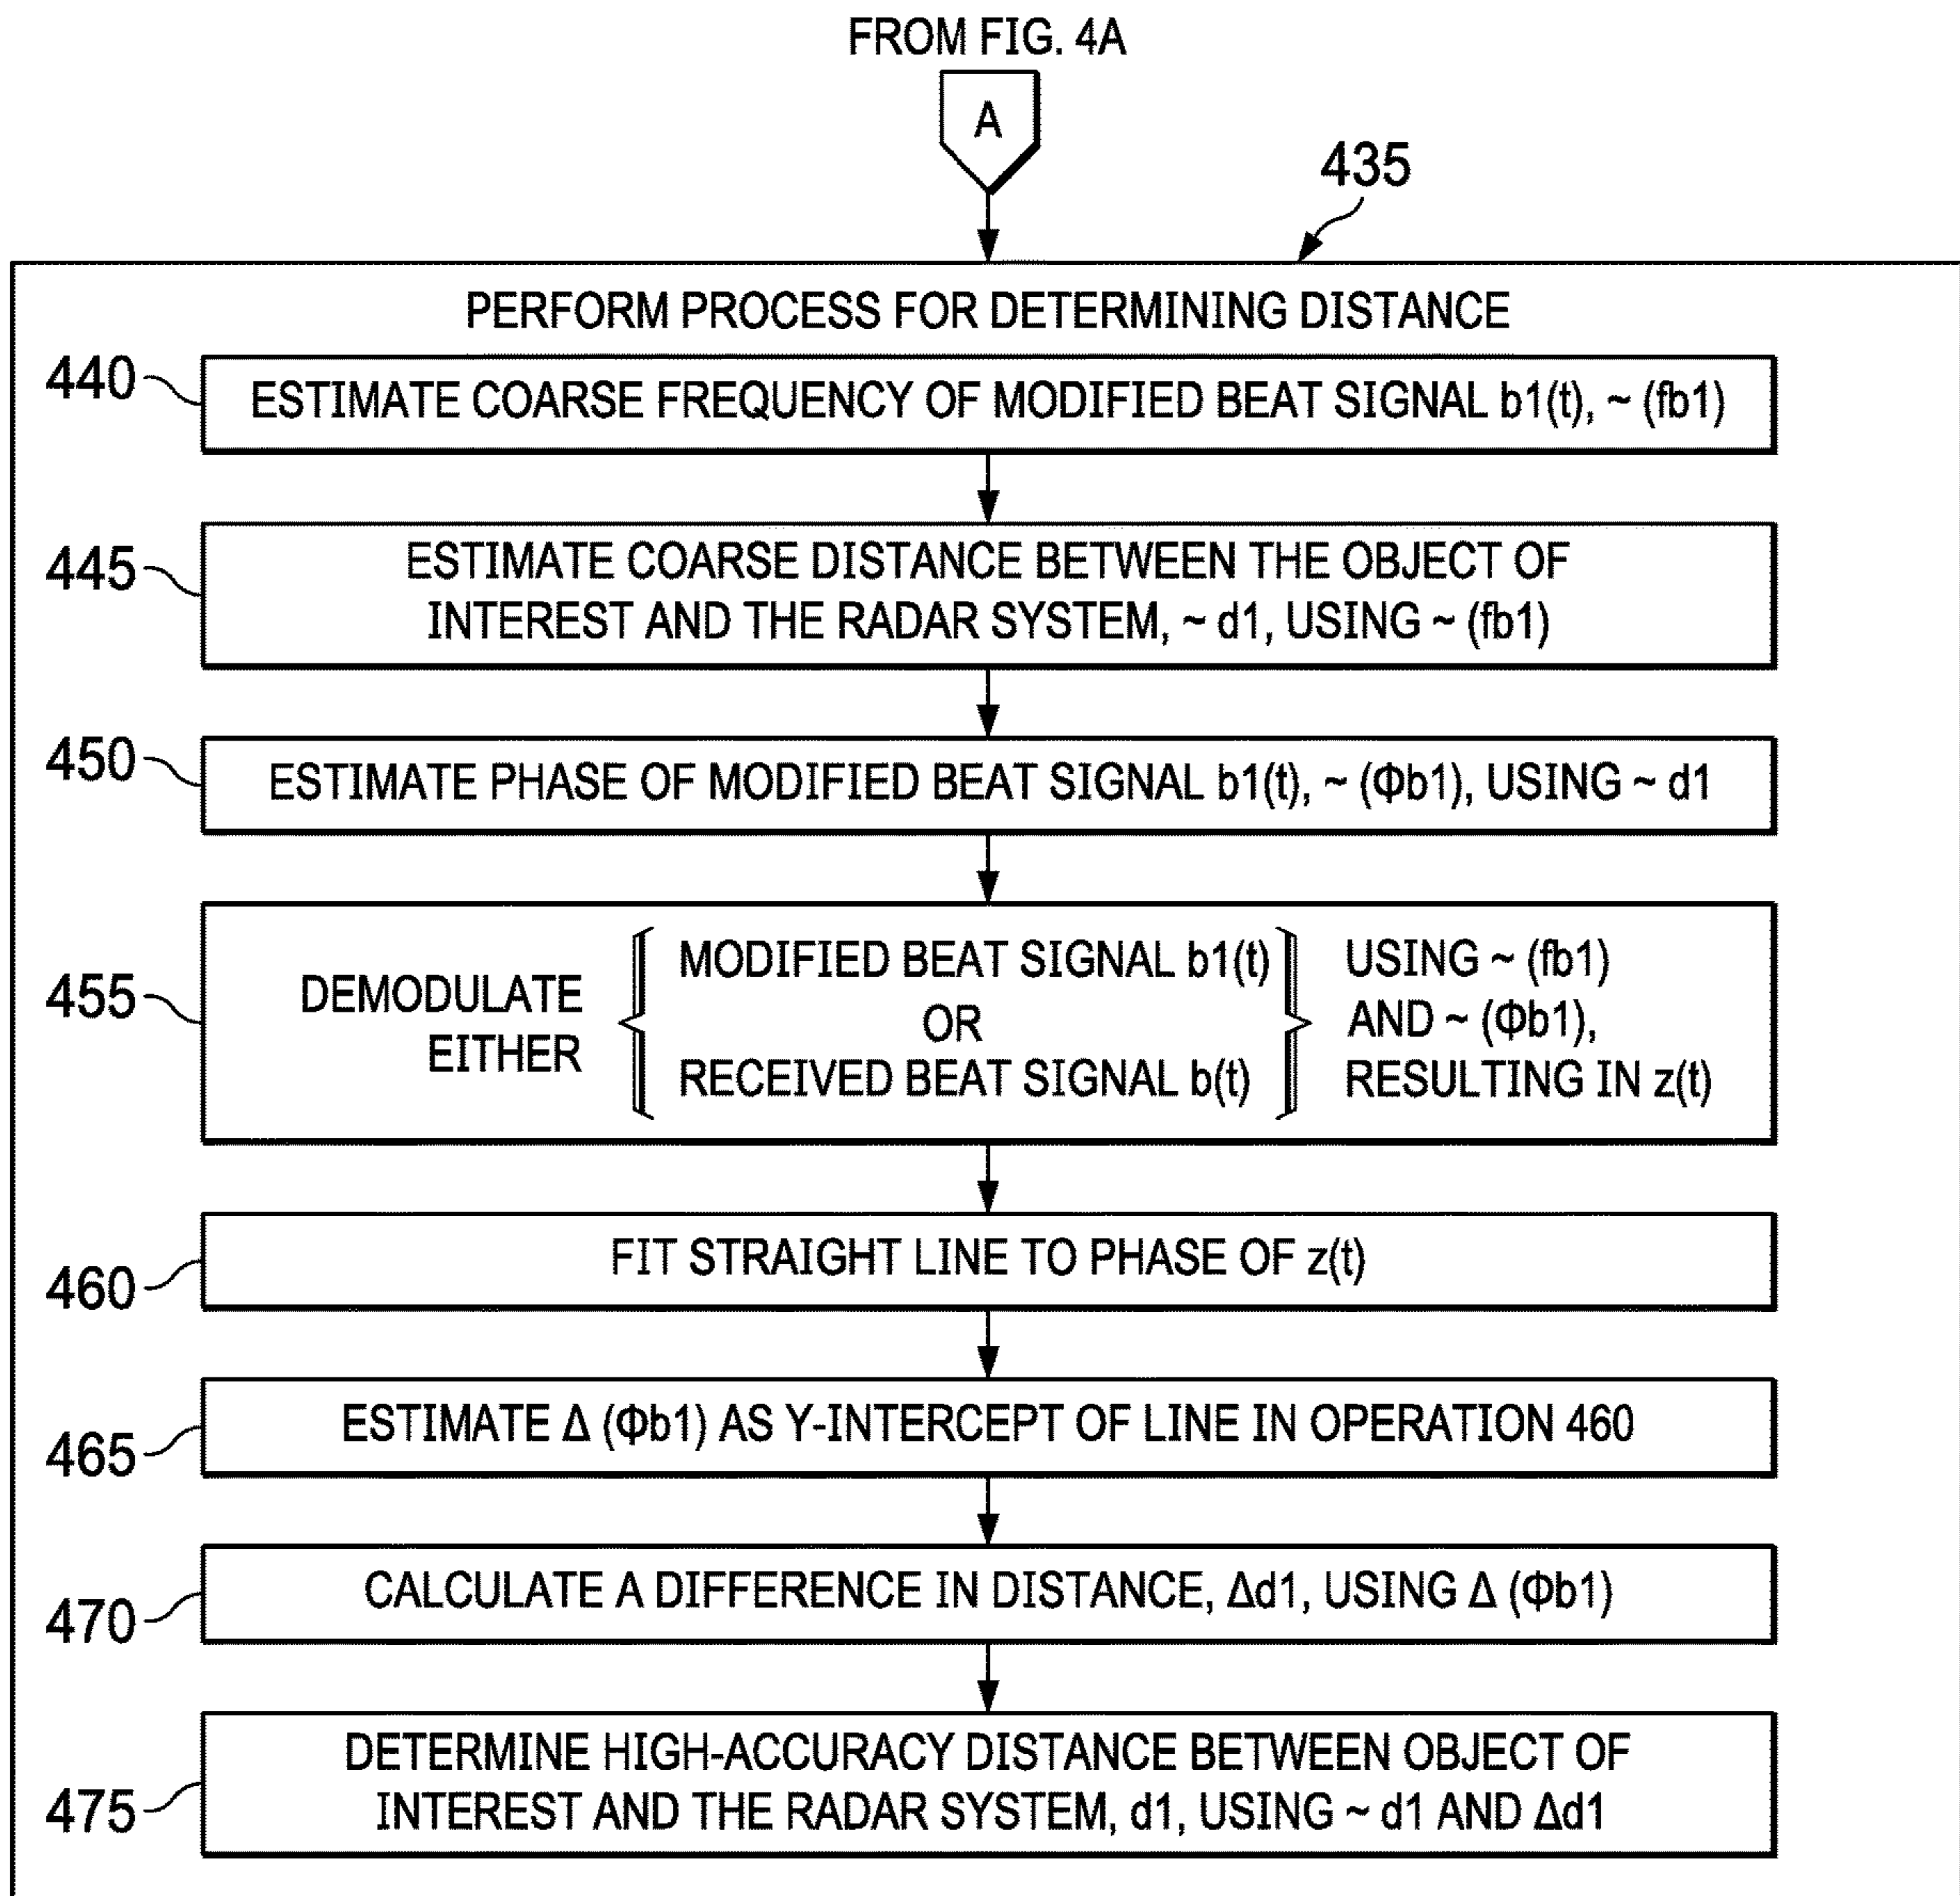 FROM FIG. 4A
A
435
PERFORM PROCESS FOR DETERMINING DISTANCE
440
ESTIMATE COARSE FREQUENCY OF MODIFIED BEAT SIGNAL b1(t), ~ (fb1)
445
ESTIMATE COARSE DISTANCE BETWEEN THE OBJECT OF
INTEREST AND THE RADAR SYSTEM, ~ d1, USING ~ (fb1)
450
ESTIMATE PHASE OF MODIFIED BEAT SIGNAL b1(t), ~ (Φb1), USING ~ d1
455
DEMODULATE
EITHER
MODIFIED BEAT SIGNAL b1(t)
OR
RECEIVED BEAT SIGNAL b(t)
USING ~ (fb1)
AND ~ (Φb1),
RESULTING IN z(t)
460
FIT STRAIGHT LINE TO PHASE OF z(t)
465
ESTIMATE Δ (Φb1) AS Y-INTERCEPT OF LINE IN OPERATION 460
470
CALCULATE A DIFFERENCE IN DISTANCE, Δd1, USING Δ (Φb1)
475
DETERMINE HIGH-ACCURACY DISTANCE BETWEEN OBJECT OF
INTEREST AND THE RADAR SYSTEM, d1, USING ~ d1 AND Δd1